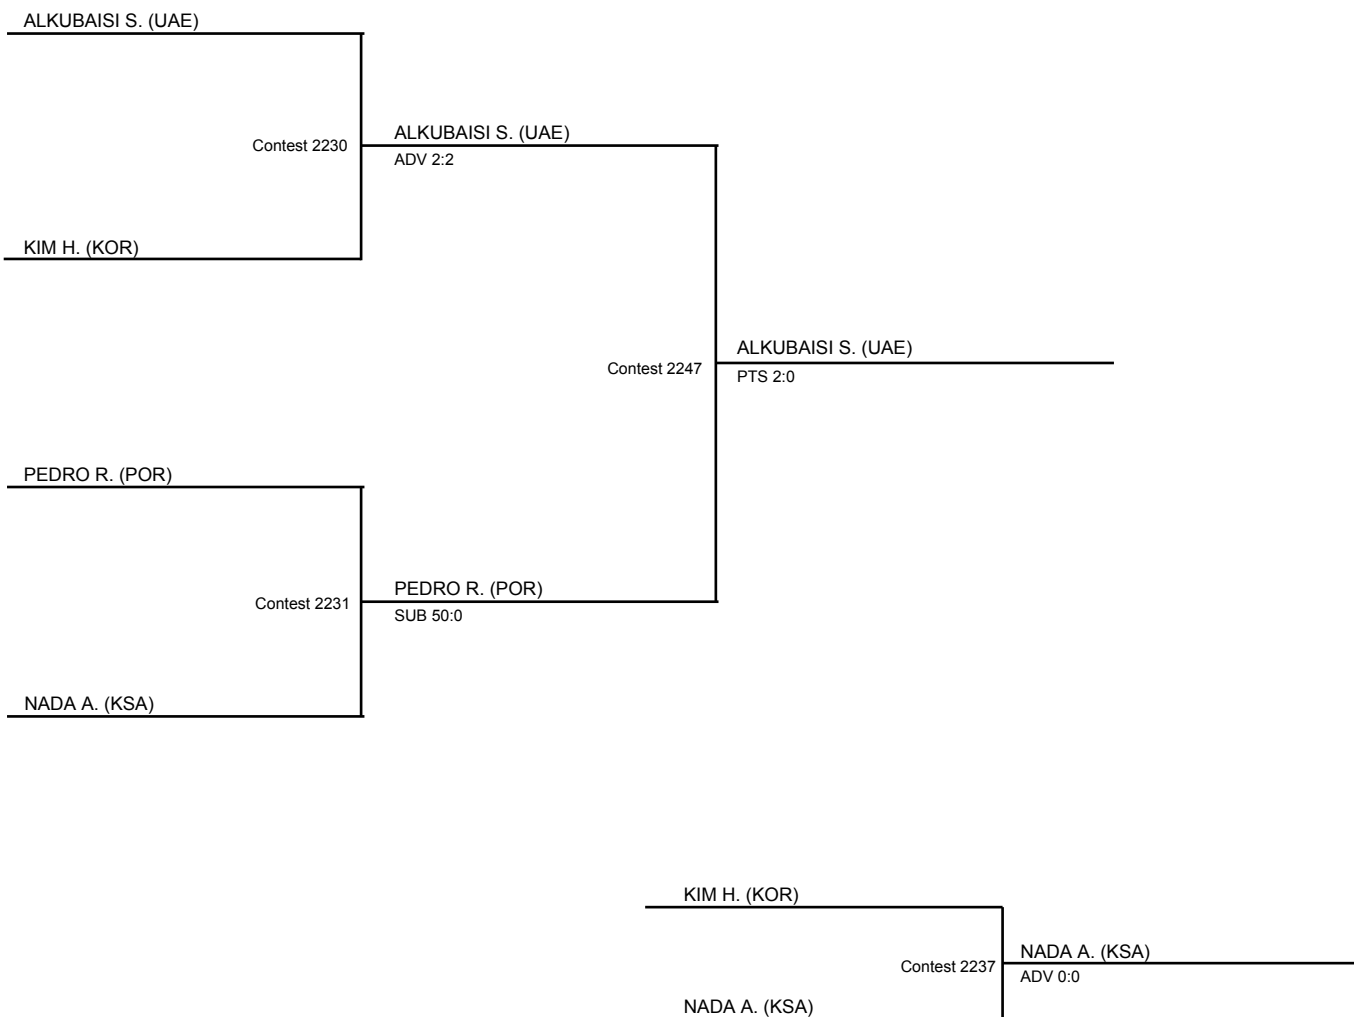 ALKUBAISI S. (UAE)
Contest 2230
ALKUBAISI S. (UAE)
ADV 2:2
KIM H. (KOR)
Contest 2247
ALKUBAISI S. (UAE)
PTS 2:0
PEDRO R. (POR)
Contest 2231
PEDRO R. (POR)
SUB 50:0
NADA A. (KSA)
KIM H. (KOR)
Contest 2237
NADA A. (KSA)
ADV 0:0
NADA A. (KSA)